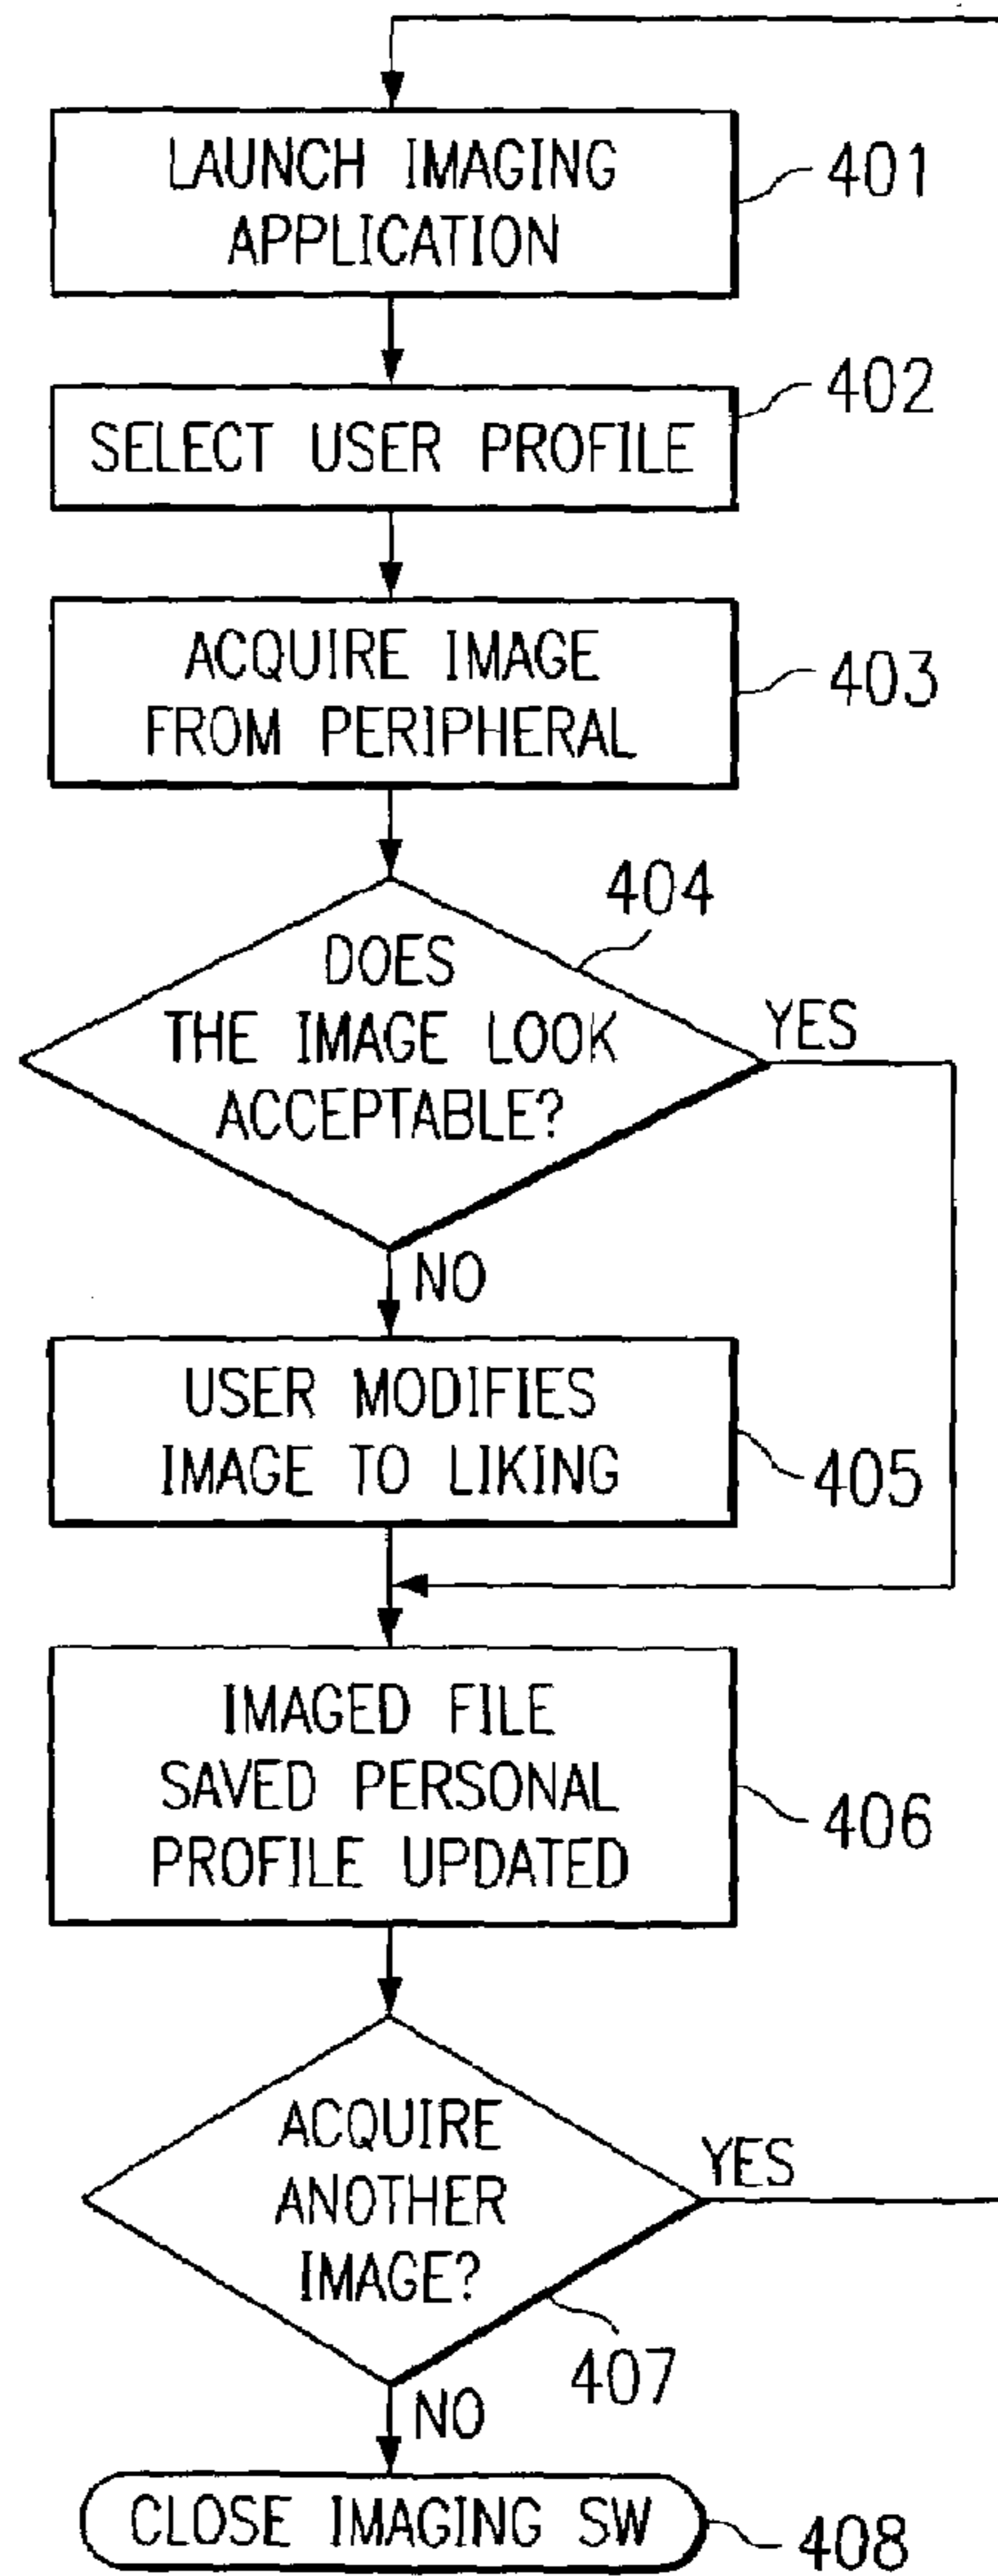 LAUNCH IMAGING
APPLICATION
401
402
SELECT USER PROFILE
ACQUIRE IMAGE
FROM PERIPHERAL
403
404
DOES
THE IMAGE LOOK
ACCEPTABLE?
YES
NO
USER MODIFIES
IMAGE TO LIKING
405
IMAGED FILE
SAVED PERSONAL
PROFILE UPDATED
406
ACQUIRE
ANOTHER
IMAGE?
YES
407
NO
CLOSE IMAGING SW
408